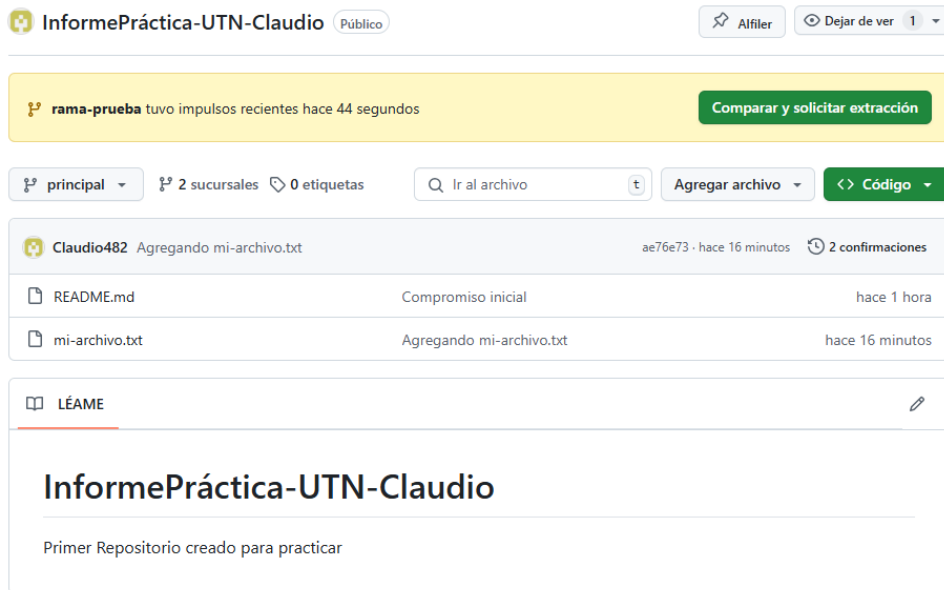 InformePráctica-UTN-Claudio Público Alfiler Dejar de ver 1
rama-prueba tuvo impulsos recientes hace 44 segundos Comparar y solicitar extracción
principal 2 sucursales 0 etiquetas Ir al archivo t Agregar archivo <> Código
Claudio482 Agregando mi-archivo.txt ae76e73 · hace 16 minutos 2 confirmaciones
README.md Compromiso inicial hace 1 hora
mi-archivo.txt Agregando mi-archivo.txt hace 16 minutos
LÉAME
InformePráctica-UTN-Claudio
Primer Repositorio creado para practicar